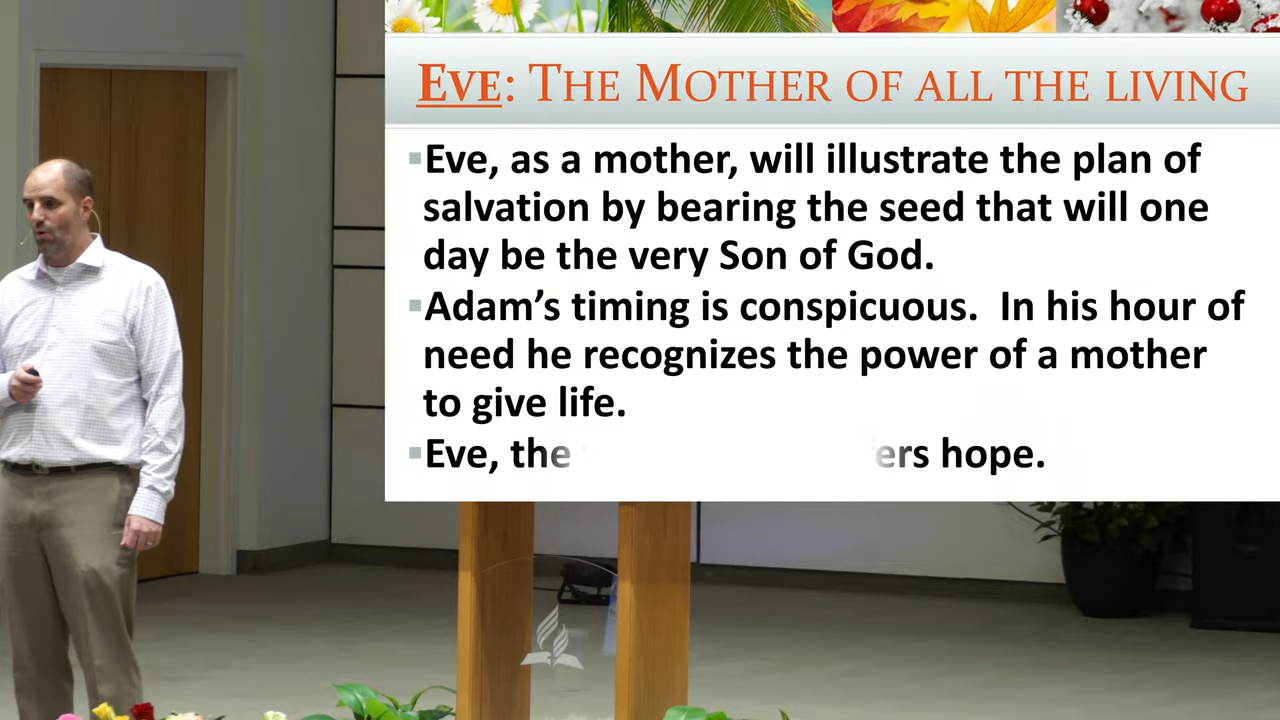 EVE: THE MOTHER OF ALL THE LIVING
▪Eve, as a mother, will illustrate the plan of
salvation by bearing the seed that will one
day be the very Son of God.
▪Adam’s timing is conspicuous.  In his hour of
need he recognizes the power of a mother
to give life.
▪Eve, the hope.